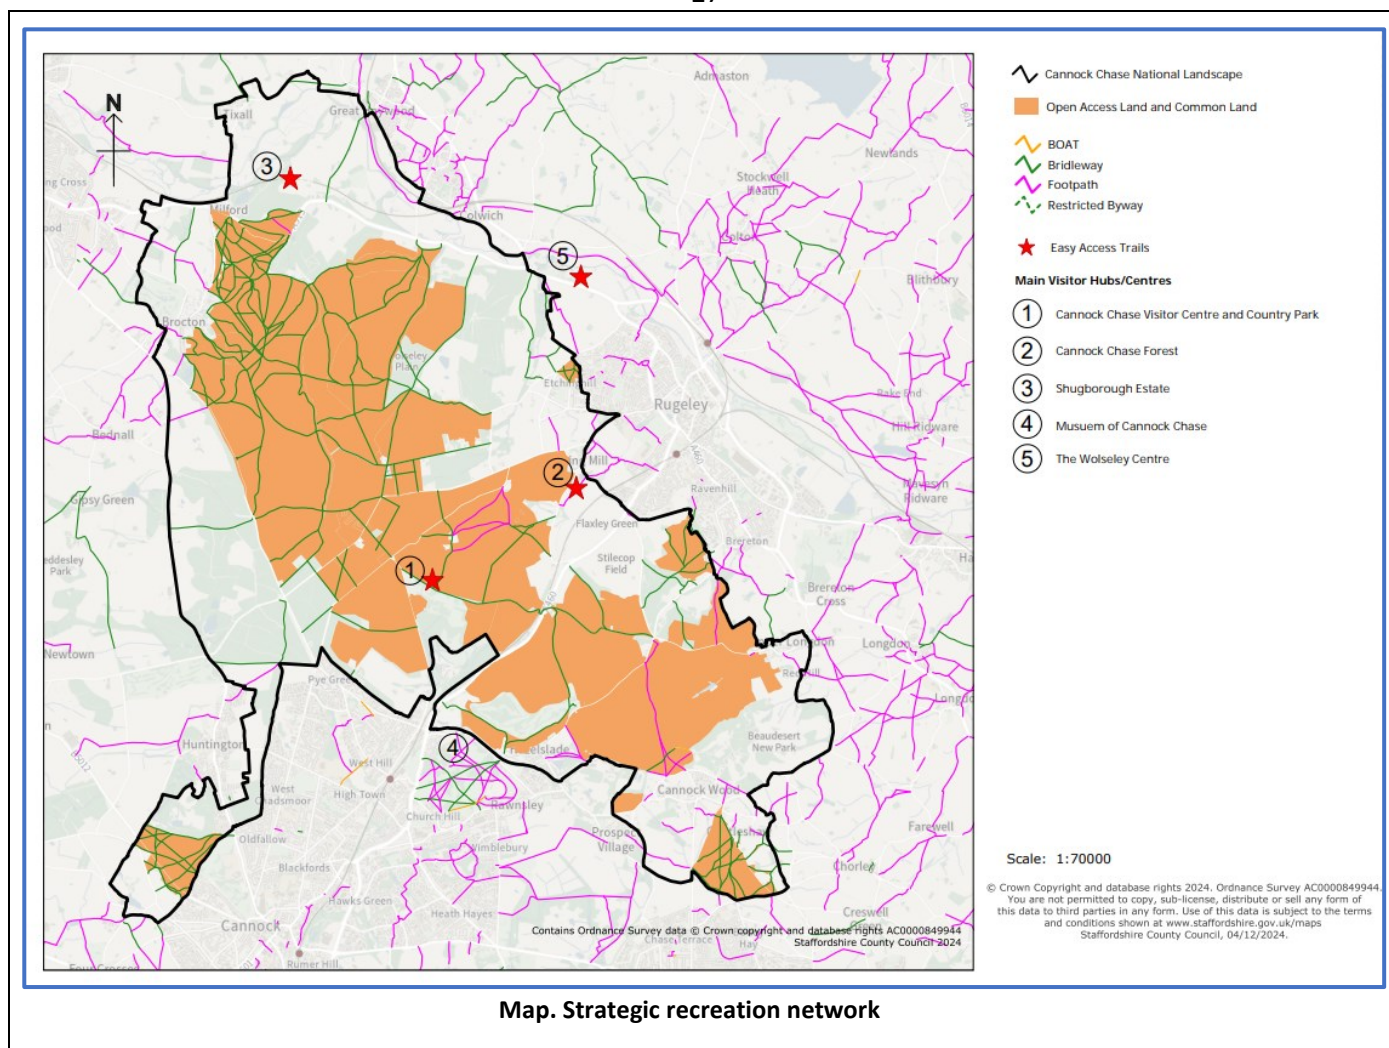 N
Admaston
Newlands
Stockwell
Heath
Blithbury
Milford
Colwich
Brocton
Etchinghill
Rugeley
Hill Ridware
Bednall
Gipsy Green
Ravenhill
Flaxley Green
Stilecop
Field
Brereton
Brereton
Cross
Longdon
Newtown
Huntington
Beaudesert
New Park
West Hill
High Town
Cannock Wood
Church Hill
Rawnsley
Oldfallow
Blackfords
Wimblebury
Prospect
Village
Farewell
Chorley
Hawks Green
Heath Hayes
Cannock
Creswell
Rumer Hill
3
5
2
1
4
Contains Ordnance Survey data © Crown copyright and database rights AC0000849944
Staffordshire County Council 2024
Cannock Chase National Landscape
Open Access Land and Common Land
BOAT
Bridleway
Footpath
Restricted Byway
Easy Access Trails
Main Visitor Hubs/Centres
1 Cannock Chase Visitor Centre and Country Park
2 Cannock Chase Forest
3 Shugborough Estate
4 Musuem of Cannock Chase
5 The Wolseley Centre
Scale: 1:70000
© Crown Copyright and database rights 2024. Ordnance Survey AC0000849944.
You are not permitted to copy, sub-license, distribute or sell any form of
this data to third parties in any form. Use of this data is subject to the terms
and conditions shown at www.staffordshire.gov.uk/maps
Staffordshire County Council, 04/12/2024.
Map. Strategic recreation network